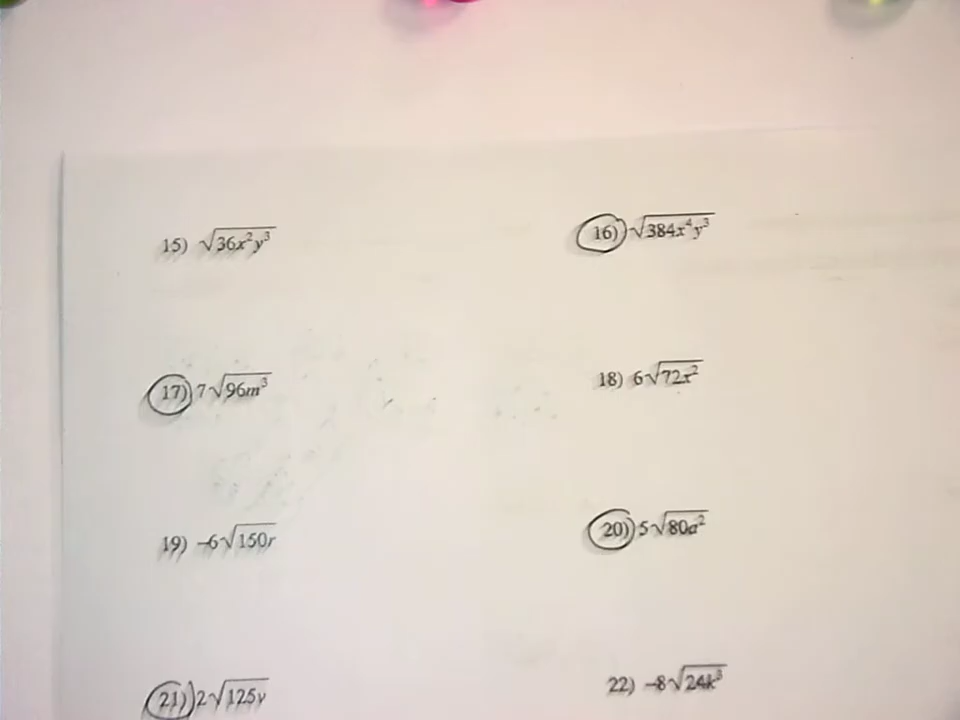 15) √36x²y³
16) √384x⁴y³
17) 7√96m³
18) 6√72x²
19) -6√150r
20) 5√80a²
21) 2√125v
22) -8√24k³